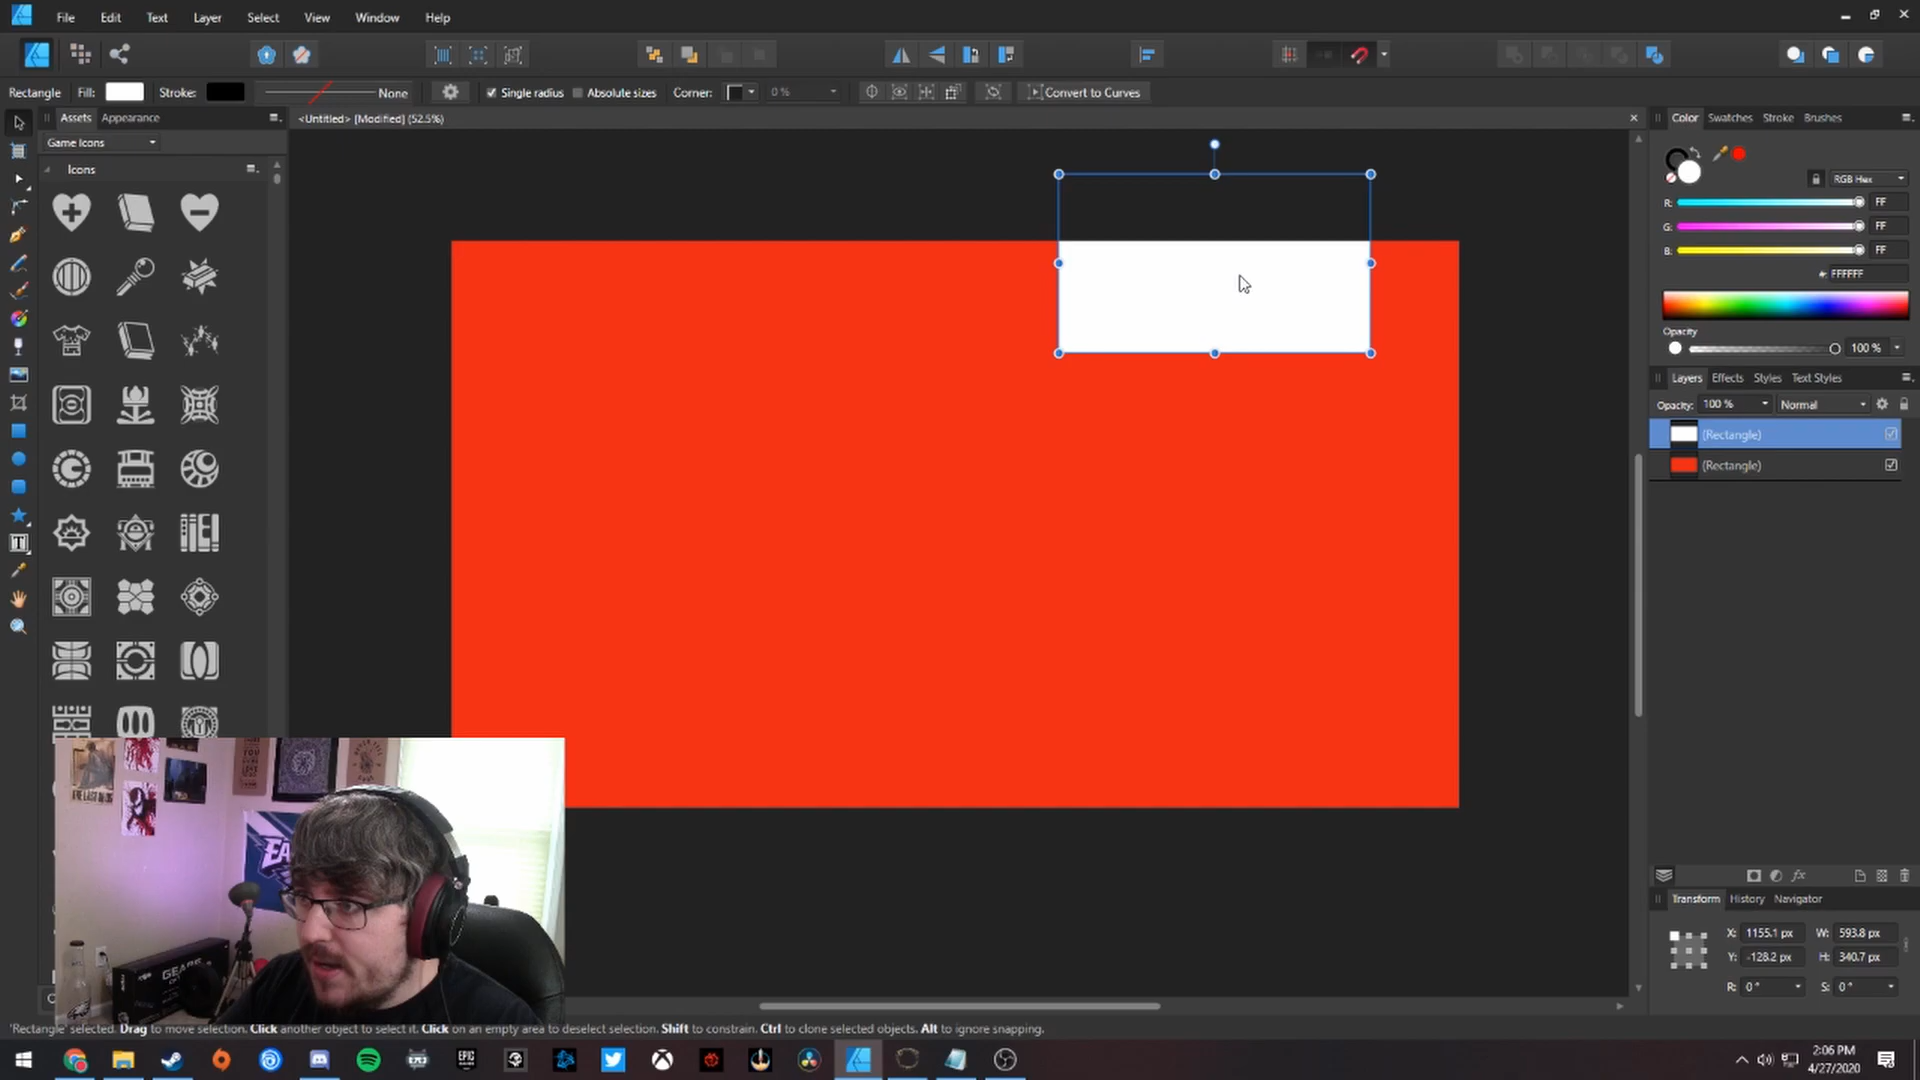 File Edit Text Layer Select View Window Help
Rectangle Fill: Stroke: None Single radius Absolute sizes Corner: 0 % Convert to Curves
Assets Appearance
<Untitled> [Modified] (52.5%)
Color Swatches Stroke Brushes
Game Icons
Icons
RGB Hex
R: FF
G: FF
B: FF
#: FFFFFF
Opacity
100 %
Layers Effects Styles Text Styles
Opacity: 100 % Normal
(Rectangle)
(Rectangle)
Transform History Navigator
X: 1155.1 px W: 593.8 px
Y: -128.2 px H: 340.7 px
R: 0 ° S: 0 °
'Rectangle' selected. Drag to move selection. Click another object to select it. Click on an empty area to deselect selection. Shift to constrain. Ctrl to clone selected objects. Alt to ignore snapping.
EPIC
2:06 PM
4/27/2020